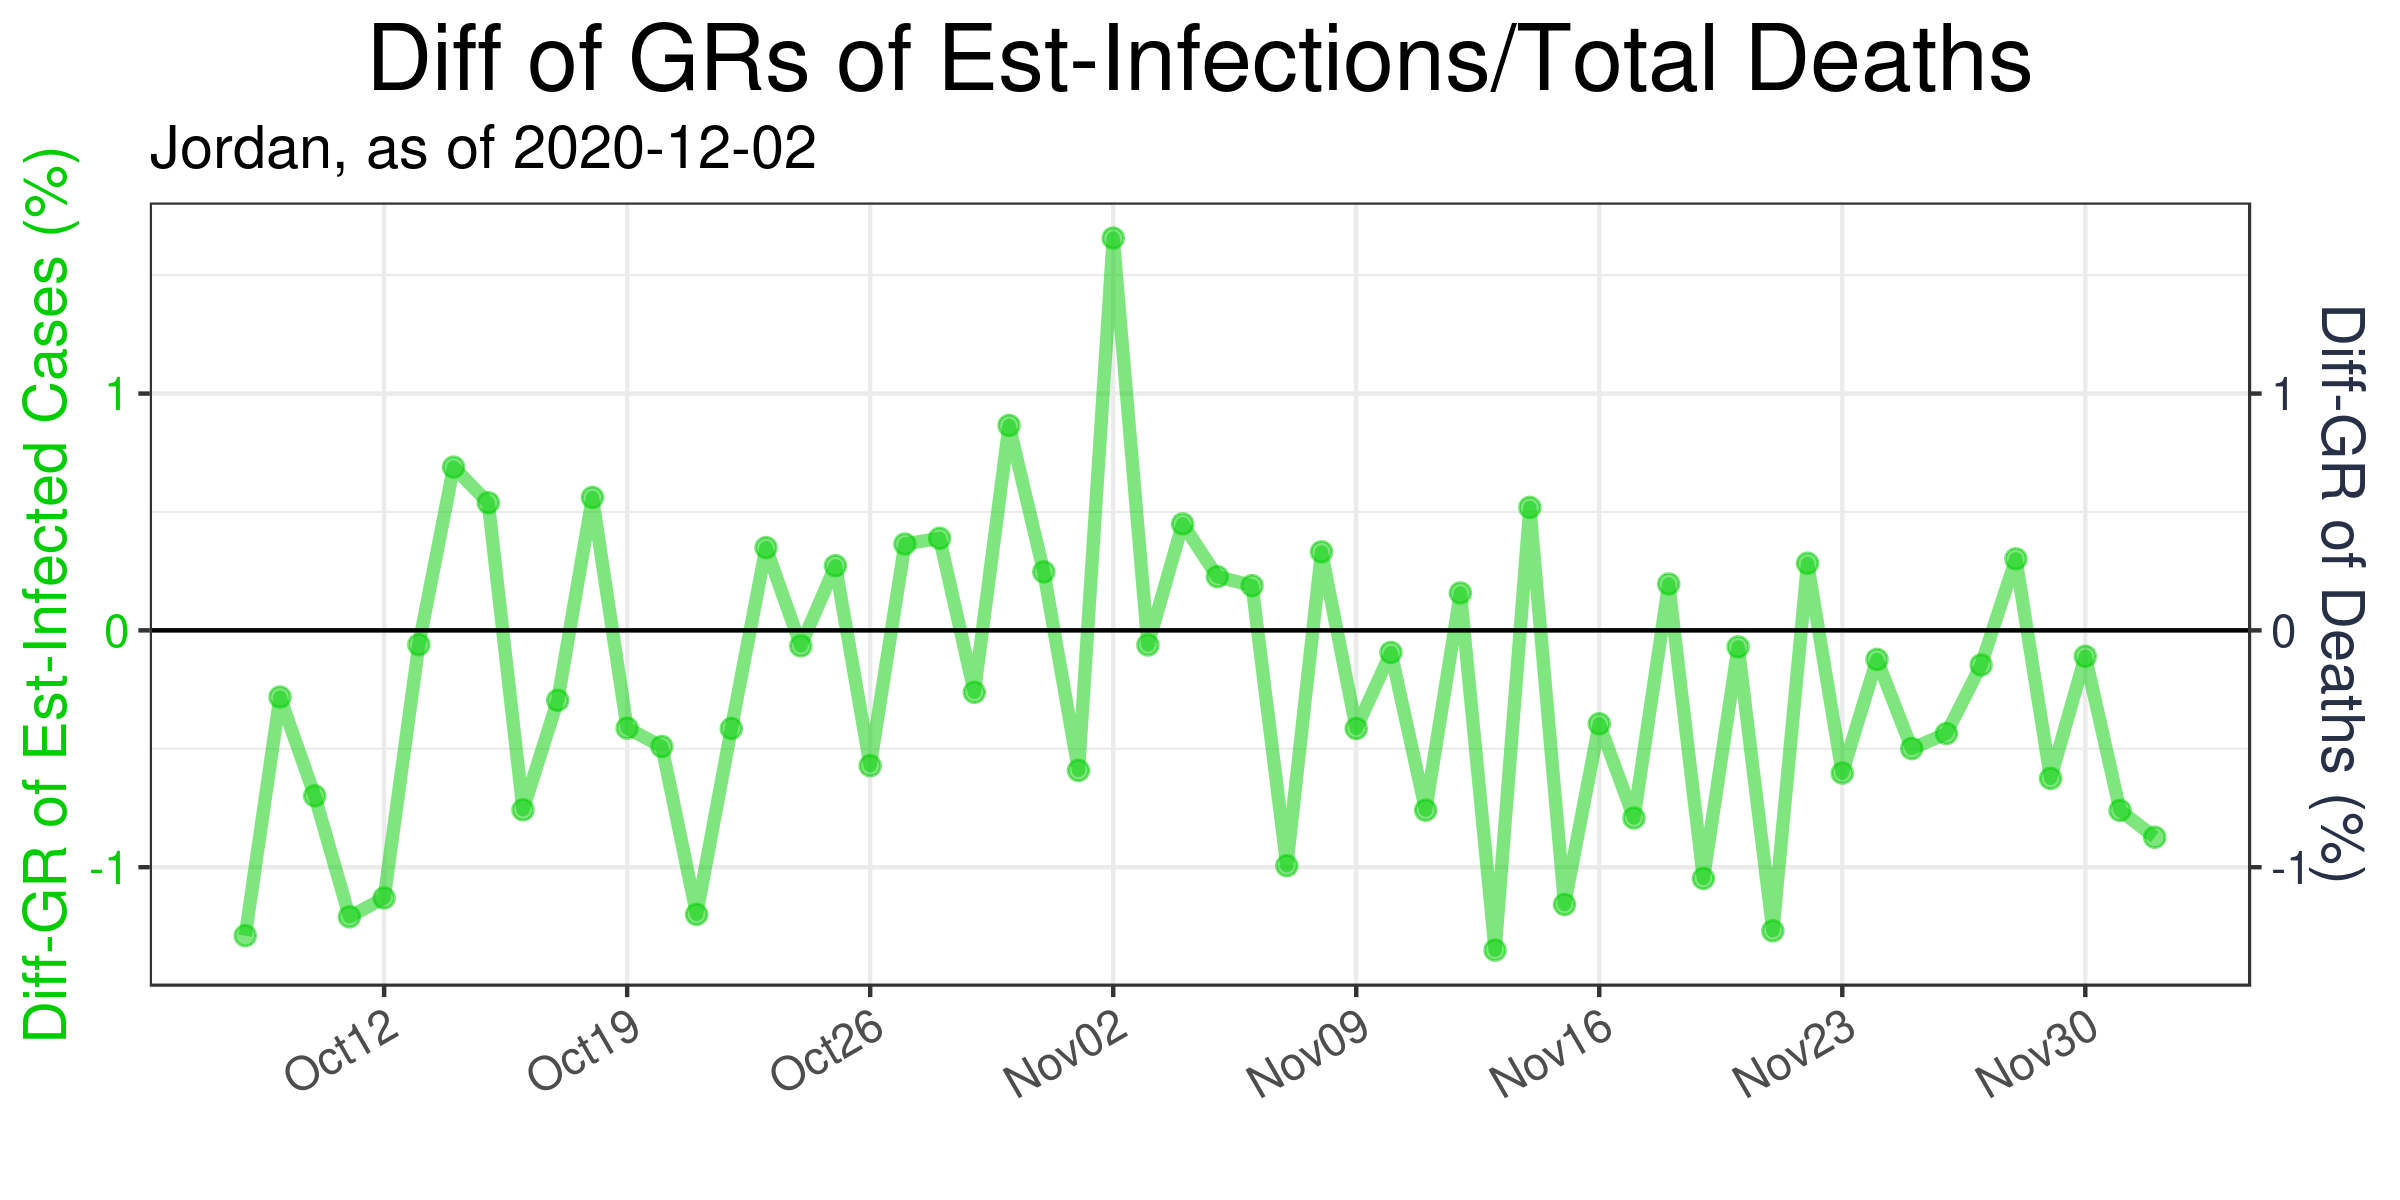 Diff of GRs of Est-Infections/Total Deaths
Jordan, as of 2020-12-02
Diff-GR of Est-Infected Cases (%)
1
0
-1
1
0
-1
Diff-GR of Deaths (%)
Oct12
Oct19
Oct26
Nov02
Nov09
Nov16
Nov23
Nov30